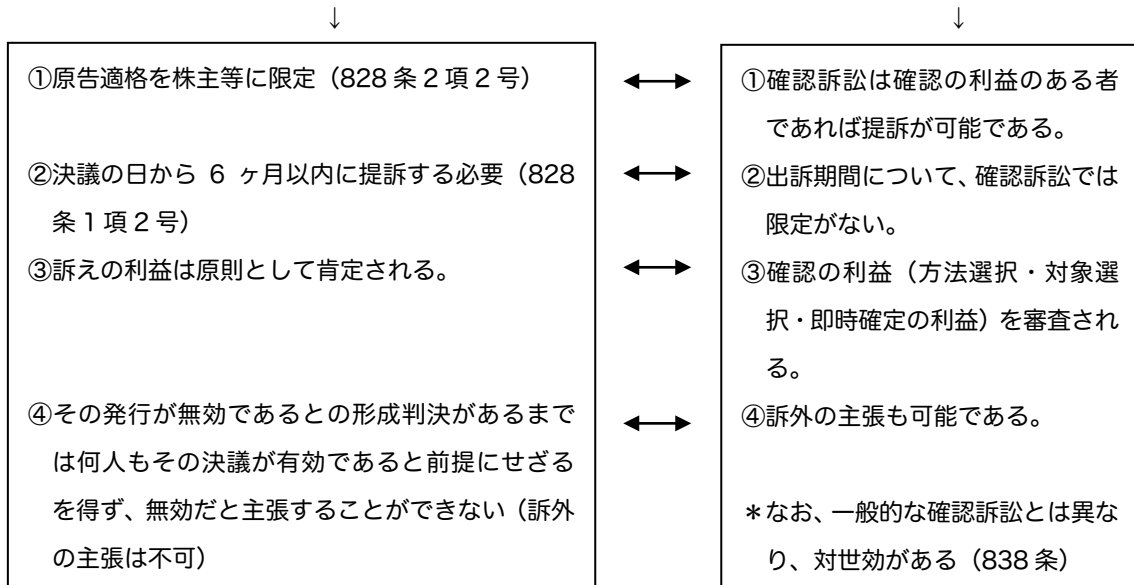 ↓
①原告適格を株主等に限定（828 条 2 項 2 号）
②決議の日から 6 ヶ月以内に提訴する必要（828
条 1 項 2 号）
③訴えの利益は原則として肯定される。
④その発行が無効であるとの形成判決があるまで
は何人もその決議が有効であると前提にせざる
を得ず、無効だと主張することができない（訴外
の主張は不可）
↓
①確認訴訟は確認の利益のある者
であれば提訴が可能である。
②出訴期間について、確認訴訟では
限定がない。
③確認の利益（方法選択・対象選
択・即時確定の利益）を審査され
る。
④訴外の主張も可能である。
＊なお、一般的な確認訴訟とは異な
り、対世効がある（838 条）